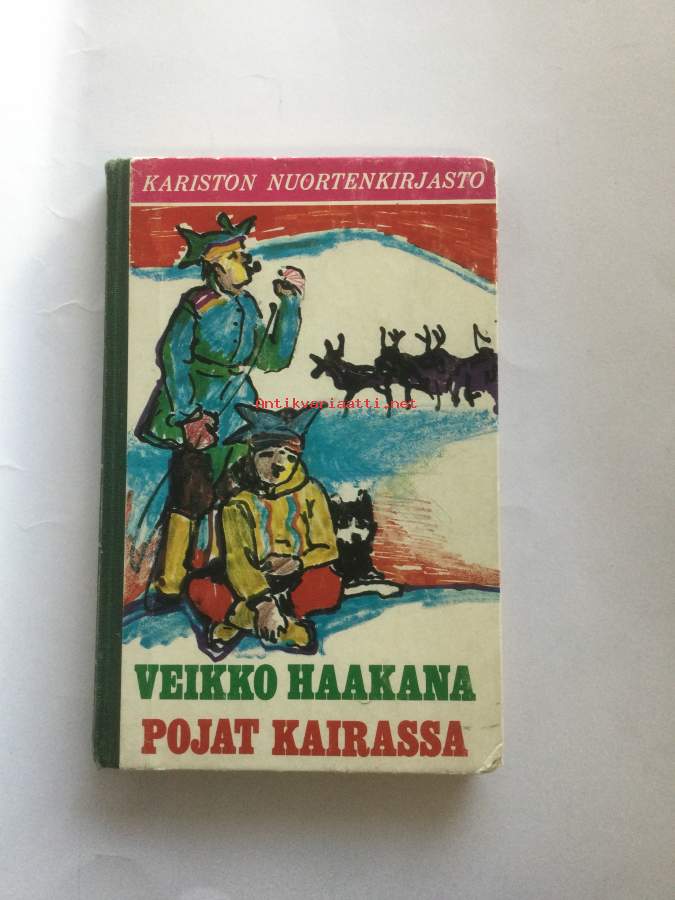 KARISTON NUORTENKIRJASTO
Antikvariaatti.net
VEIKKO HAAKANA
POJAT KAIRASSA